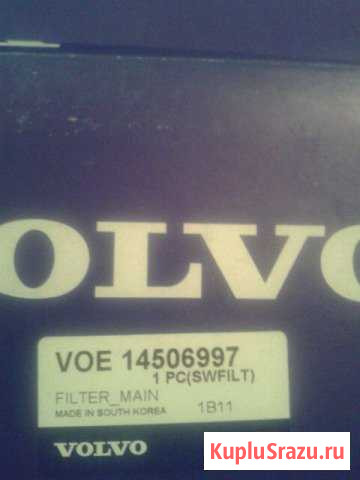 VOLVO
VOE 14506997
1 PC(SWFILT)
FILTER_MAIN
MADE IN SOUTH KOREA 1B11
VOLVO
KupluSrazu.ru